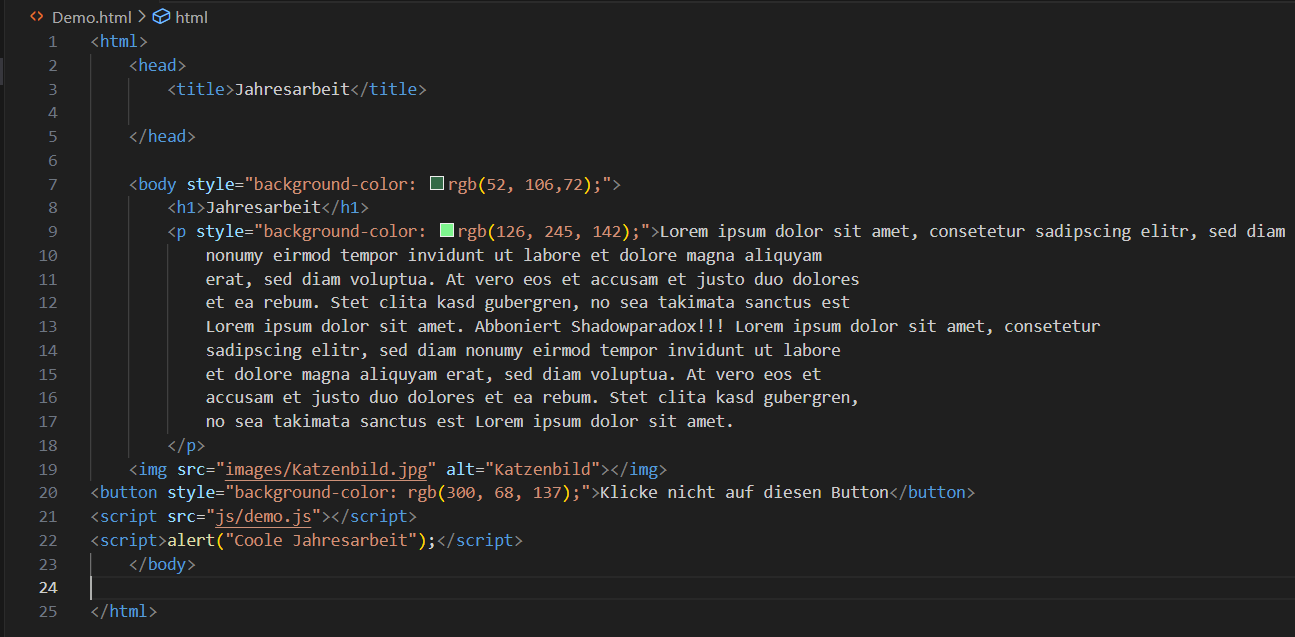 Demo.html > html
1 <html>
2 <head>
3 <title>Jahresarbeit</title>
4
5 </head>
6
7 <body style="background-color: rgb(52, 106,72);">
8 <h1>Jahresarbeit</h1>
9 <p style="background-color: rgb(126, 245, 142);">Lorem ipsum dolor sit amet, consetetur sadipscing elitr, sed diam
10 nonumy eirmod tempor invidunt ut labore et dolore magna aliquyam
11 erat, sed diam voluptua. At vero eos et accusam et justo duo dolores
12 et ea rebum. Stet clita kasd gubergren, no sea takimata sanctus est
13 Lorem ipsum dolor sit amet. Abboniert Shadowparadox!!! Lorem ipsum dolor sit amet, consetetur
14 sadipscing elitr, sed diam nonumy eirmod tempor invidunt ut labore
15 et dolore magna aliquyam erat, sed diam voluptua. At vero eos et
16 accusam et justo duo dolores et ea rebum. Stet clita kasd gubergren,
17 no sea takimata sanctus est Lorem ipsum dolor sit amet.
18 </p>
19 <img src="images/Katzenbild.jpg" alt="Katzenbild"></img>
20 <button style="background-color: rgb(300, 68, 137);">Klicke nicht auf diesen Button</button>
21 <script src="js/demo.js"></script>
22 <script>alert("Coole Jahresarbeit");</script>
23 </body>
24
25 </html>